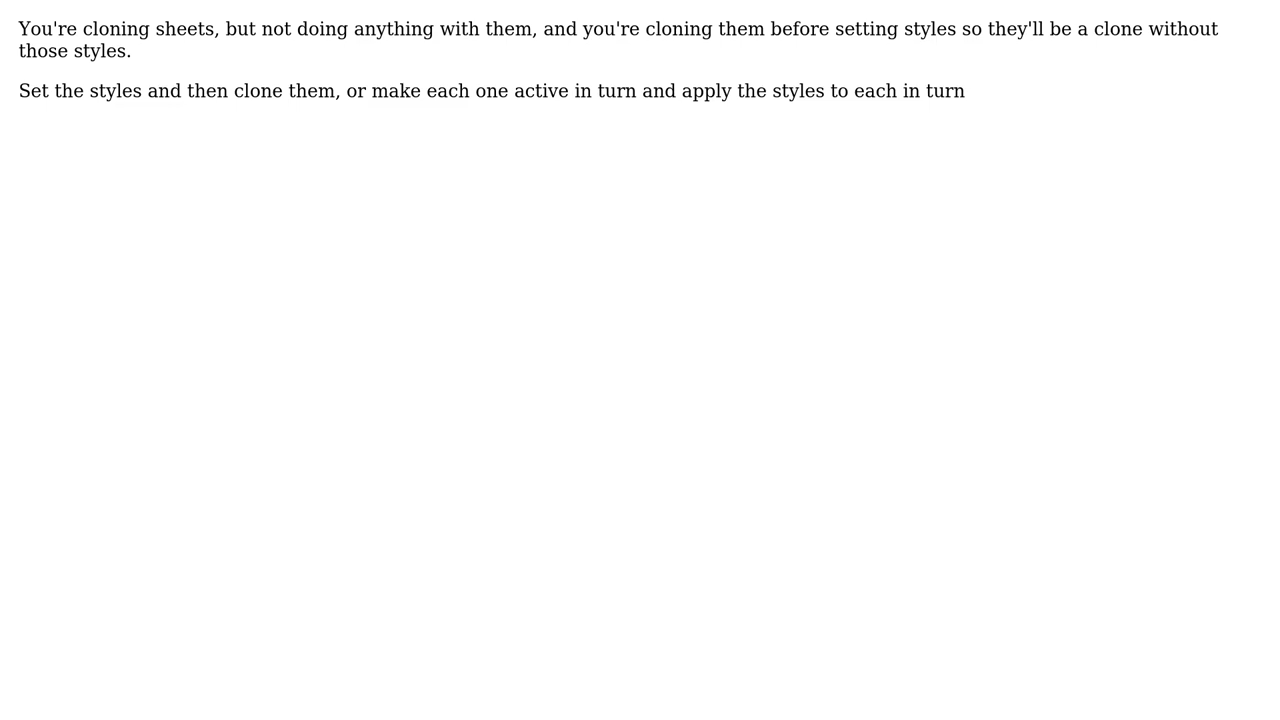 You're cloning sheets, but not doing anything with them, and you're cloning them before setting styles so they'll be a clone without
those styles.
Set the styles and then clone them, or make each one active in turn and apply the styles to each in turn